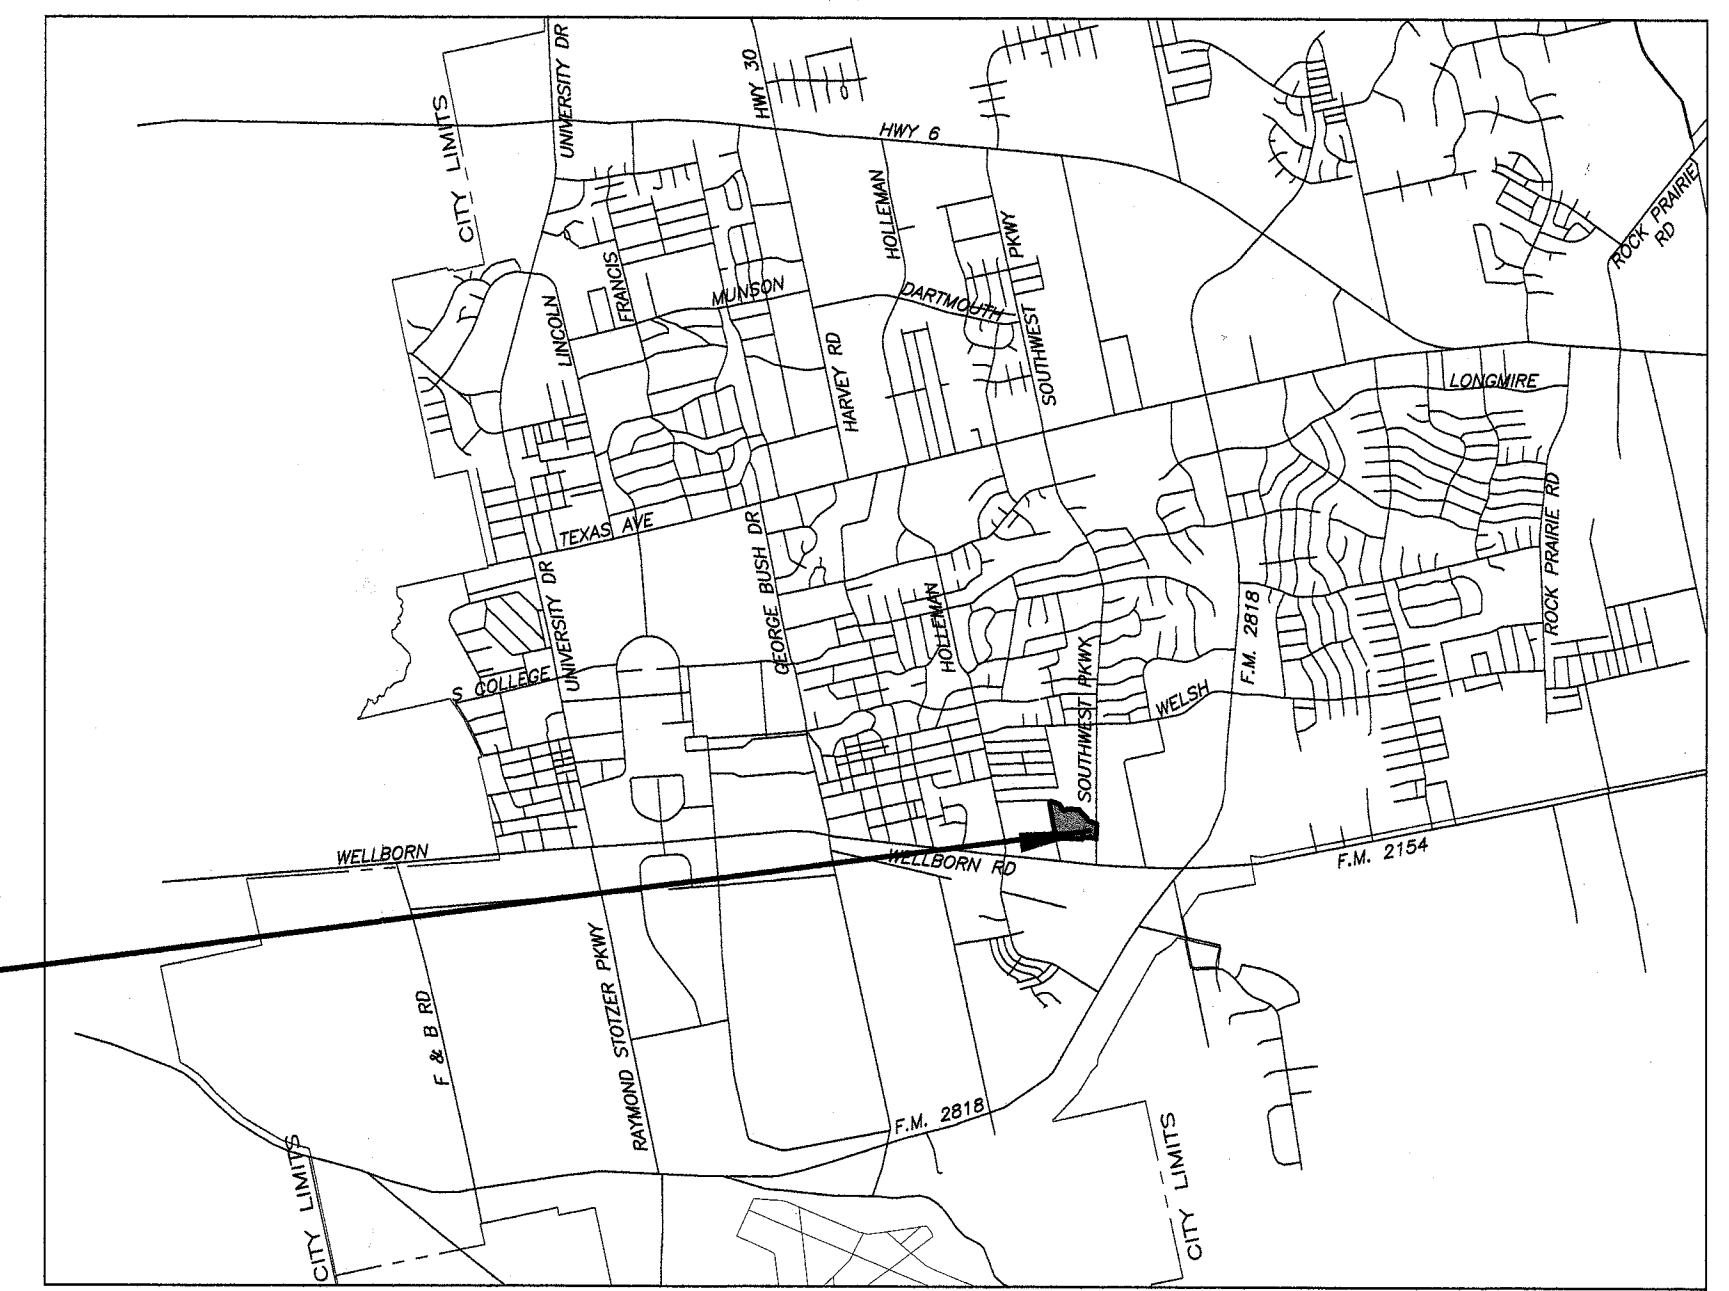 UNIVERSITY DR
HWY 30
CITY LIMITS
HWY 6
HOLLEMAN
PKWY
SOUTHWEST
ROCK PRAIRIE
RD
FRANCIS
MUNSON
LINCOLN
DARTMOUTH
HARVEY RD
LONGMIRE
TEXAS AVE
GEORGE BUSH DR
UNIVERSITY DR
ROCK PRAIRIE RD
HOLLEMAN
F.M. 2818
S COLLEGE
SOUTHWEST PKWY
WELSH
WELLBORN
WELLBORN RD
F.M. 2154
F & B RD
RAYMOND STOTZER PKWY
F.M. 2818
CITY LIMITS
CITY LIMITS